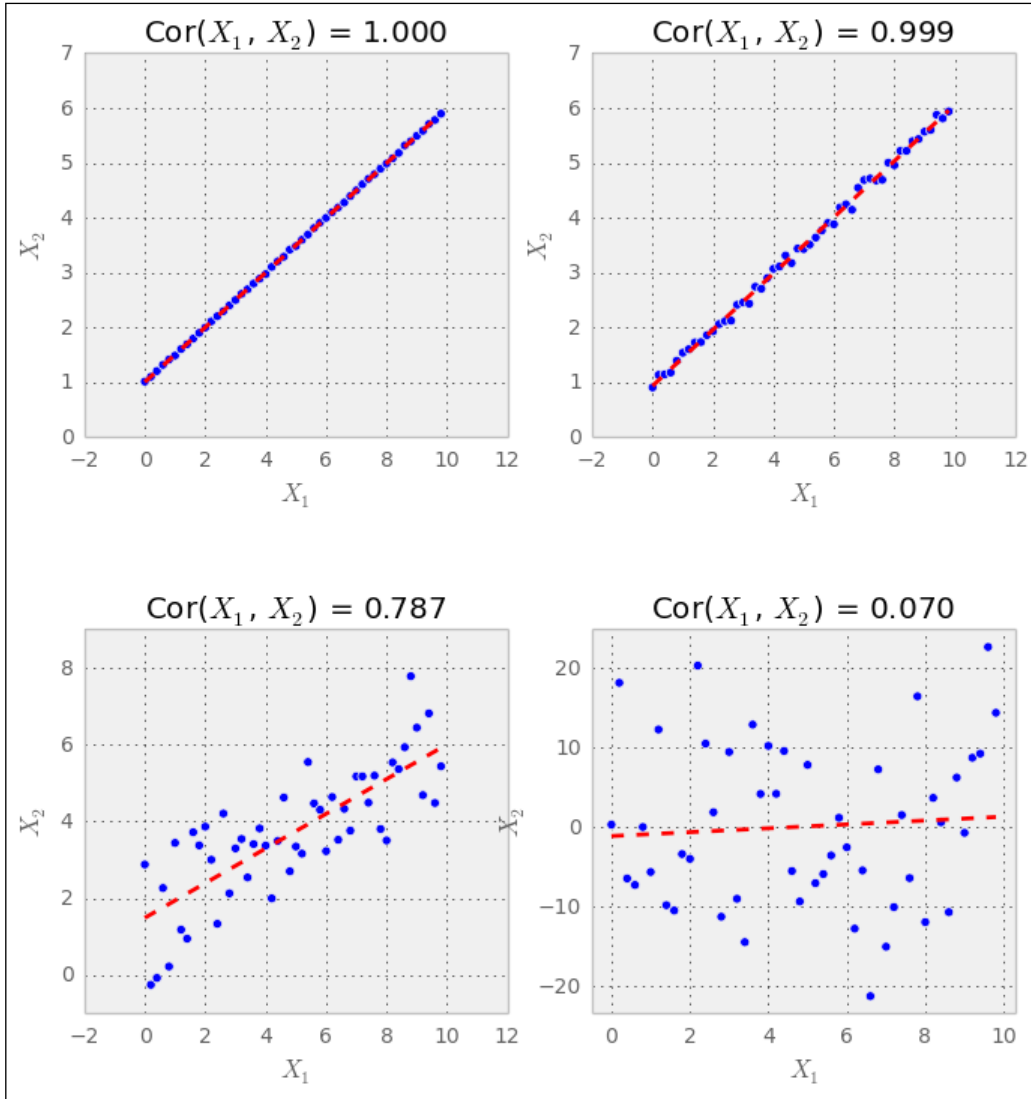 Cor(X₁, X₂) = 1.000
7
6
5
4
3
2
1
0
X₂
−2 0 2 4 6 8 10 12
X₁
Cor(X₁, X₂) = 0.999
7
6
5
4
3
2
1
0
X₂
−2 0 2 4 6 8 10 12
X₁
Cor(X₁, X₂) = 0.787
8
6
4
2
0
X₂
−2 0 2 4 6 8 10 12
X₁
Cor(X₁, X₂) = 0.070
20
10
0
−10
−20
X₂
0 2 4 6 8 10
X₁